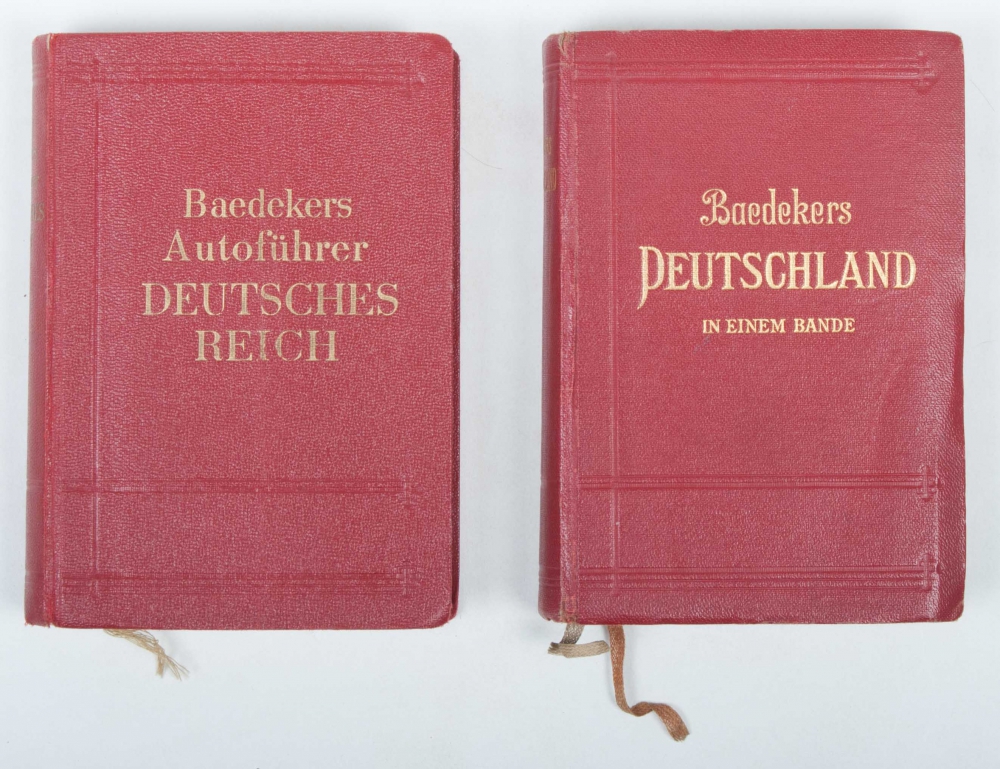 Baedekers
Autoführer
DEUTSCHES
REICH
Baedekers
DEUTSCHLAND
IN EINEM BANDE